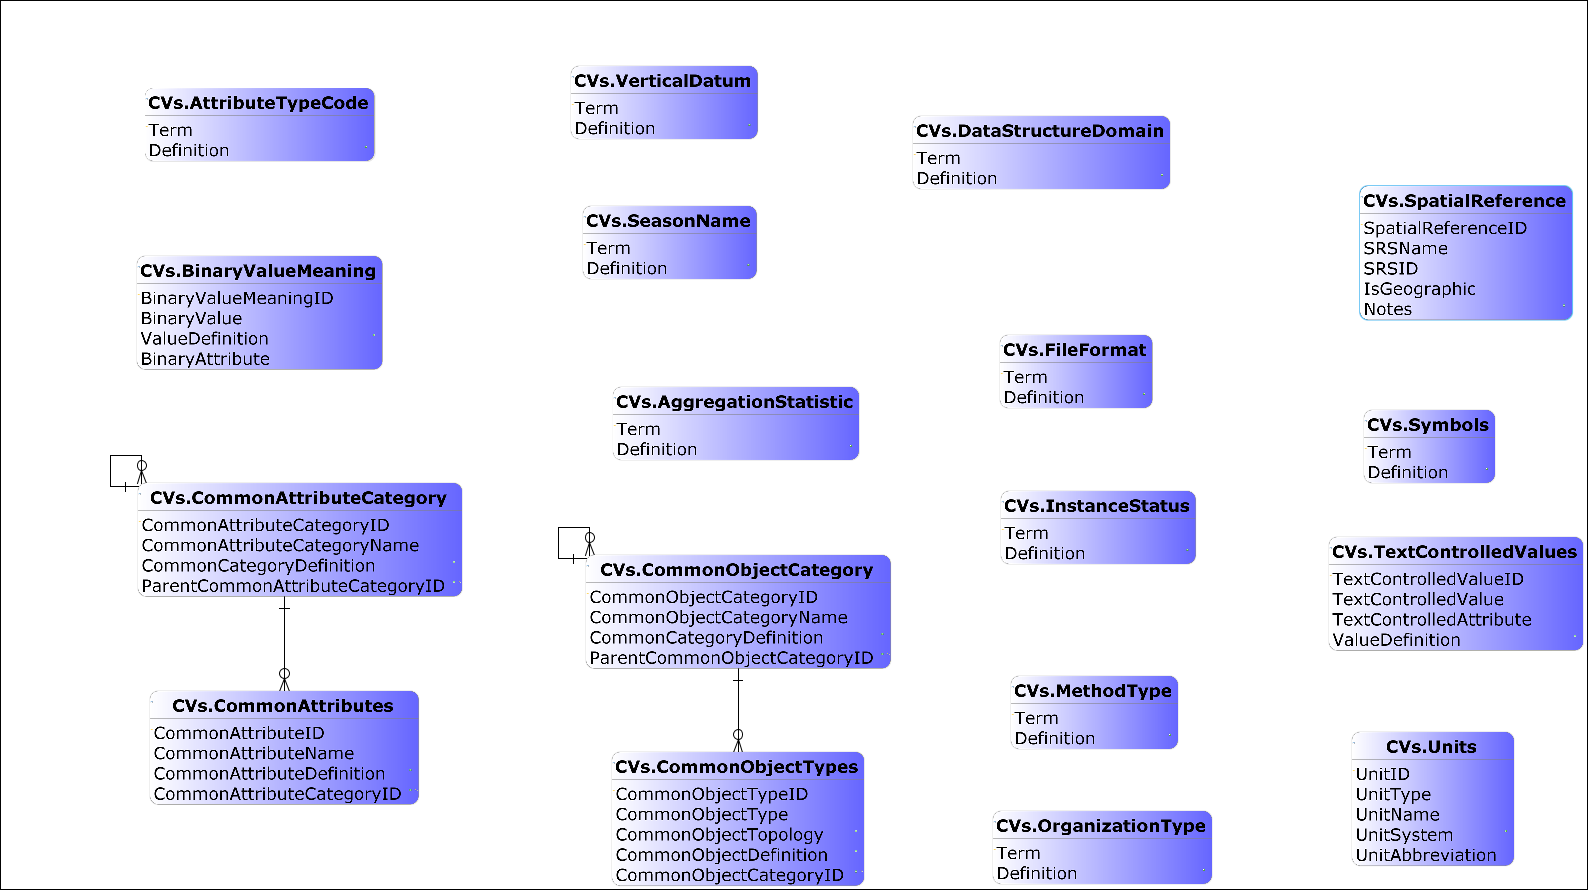 CVs.AttributeTypeCode
Term
Definition
CVs.BinaryValueMeaning
BinaryValueMeaningID
BinaryValue
ValueDefinition
BinaryAttribute
CVs.CommonAttributeCategory
CommonAttributeCategoryID
CommonAttributeCategoryName
CommonCategoryDefinition
ParentCommonAttributeCategoryID
CVs.CommonAttributes
CommonAttributeID
CommonAttributeName
CommonAttributeDefinition
CommonAttributeCategoryID
CVs.VerticalDatum
Term
Definition
CVs.SeasonName
Term
Definition
CVs.AggregationStatistic
Term
Definition
CVs.CommonObjectCategory
CommonObjectCategoryID
CommonObjectCategoryName
CommonCategoryDefinition
ParentCommonObjectCategoryID
CVs.CommonObjectTypes
CommonObjectTypeID
CommonObjectType
CommonObjectTopology
CommonObjectDefinition
CommonObjectCategoryID
CVs.DataStructureDomain
Term
Definition
CVs.FileFormat
Term
Definition
CVs.InstanceStatus
Term
Definition
CVs.MethodType
Term
Definition
CVs.OrganizationType
Term
Definition
CVs.SpatialReference
SpatialReferenceID
SRSName
SRSID
IsGeographic
Notes
CVs.Symbols
Term
Definition
CVs.TextControlledValues
TextControlledValueID
TextControlledValue
TextControlledAttribute
ValueDefinition
CVs.Units
UnitID
UnitType
UnitName
UnitSystem
UnitAbbreviation